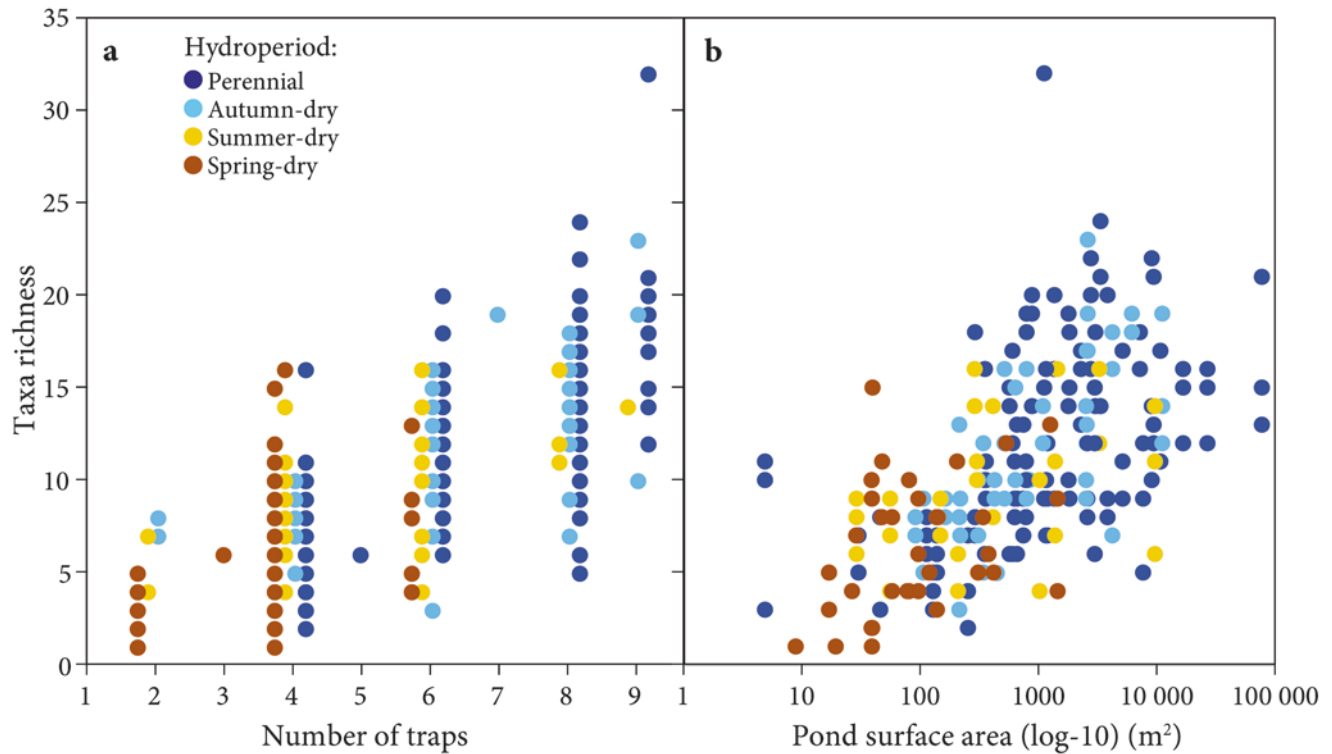 35
30
25
20
15
10
5
0
Taxa richness
a
Hydroperiod:
Perennial
Autumn-dry
Summer-dry
Spring-dry
1 2 3 4 5 6 7 8 9
Number of traps
b
1 10 100 1000 10 000 100 000
Pond surface area (log-10) (m²)